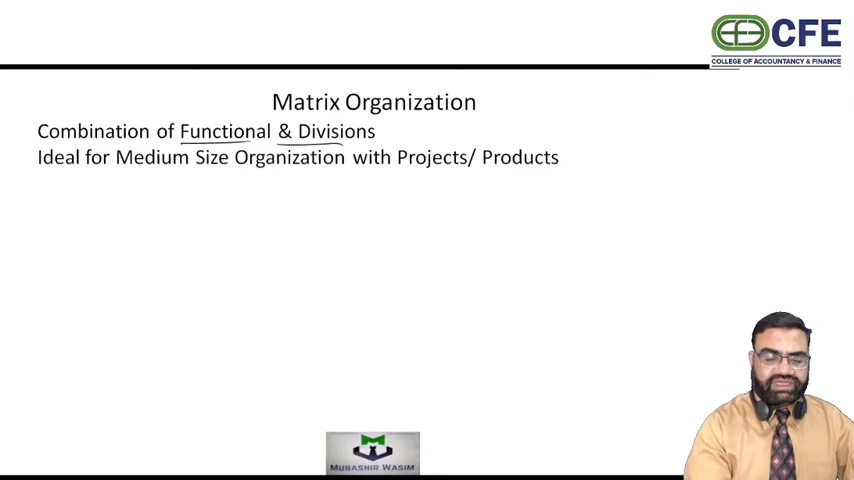 CFE
COLLEGE OF ACCOUNTANCY & FINANCE
Matrix Organization
Combination of Functional & Divisions
Ideal for Medium Size Organization with Projects/ Products
MUBASHIR WASIM